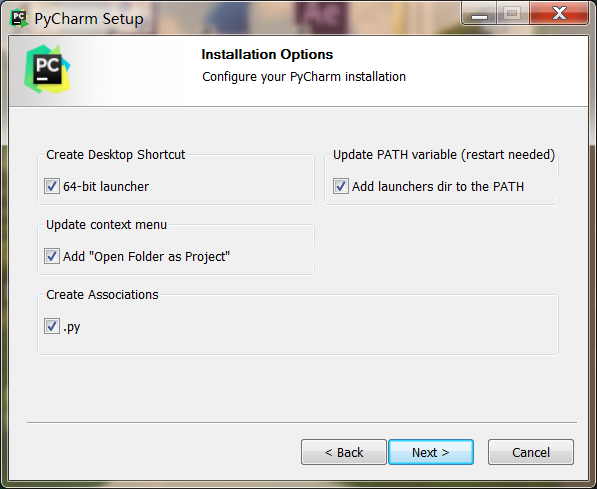 PyCharm Setup
PC
Installation Options
Configure your PyCharm installation
Create Desktop Shortcut
64-bit launcher
Update PATH variable (restart needed)
Add launchers dir to the PATH
Update context menu
Add "Open Folder as Project"
Create Associations
.py
< Back
Next >
Cancel